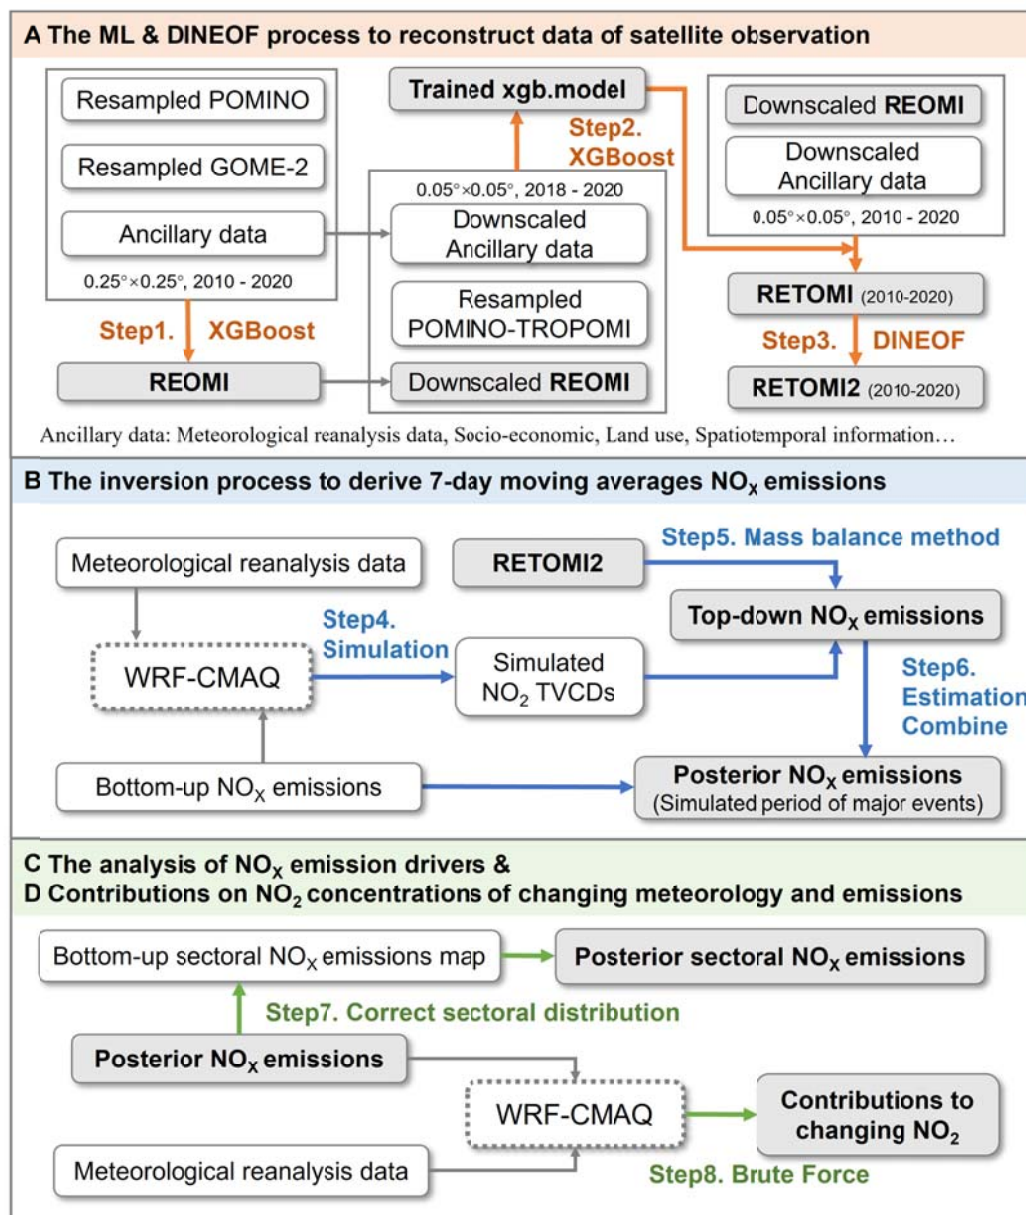 A The ML & DINEOF process to reconstruct data of satellite observation
Resampled POMINO
Resampled GOME-2
Ancillary data
0.25°×0.25°, 2010 - 2020
Step1. XGBoost
REOMI
Trained xgb.model
Step2.
XGBoost
0.05°×0.05°, 2018 - 2020
Downscaled
Ancillary data
Resampled
POMINO-TROPOMI
Downscaled REOMI
Downscaled REOMI
Downscaled
Ancillary data
0.05°×0.05°, 2010 - 2020
RETOMI (2010-2020)
Step3. DINEOF
RETOMI2 (2010-2020)
Ancillary data: Meteorological reanalysis data, Socio-economic, Land use, Spatiotemporal information…
B The inversion process to derive 7-day moving averages NOX emissions
Meteorological reanalysis data
RETOMI2
Step5. Mass balance method
Top-down NOX emissions
Step4.
Simulation
WRF-CMAQ
Simulated
NO2 TVCDs
Step6.
Estimation
Combine
Bottom-up NOX emissions
Posterior NOX emissions
(Simulated period of major events)
C The analysis of NOX emission drivers &
D Contributions on NO2 concentrations of changing meteorology and emissions
Bottom-up sectoral NOX emissions map
Posterior sectoral NOX emissions
Step7. Correct sectoral distribution
Posterior NOX emissions
WRF-CMAQ
Contributions to
changing NO2
Meteorological reanalysis data
Step8. Brute Force